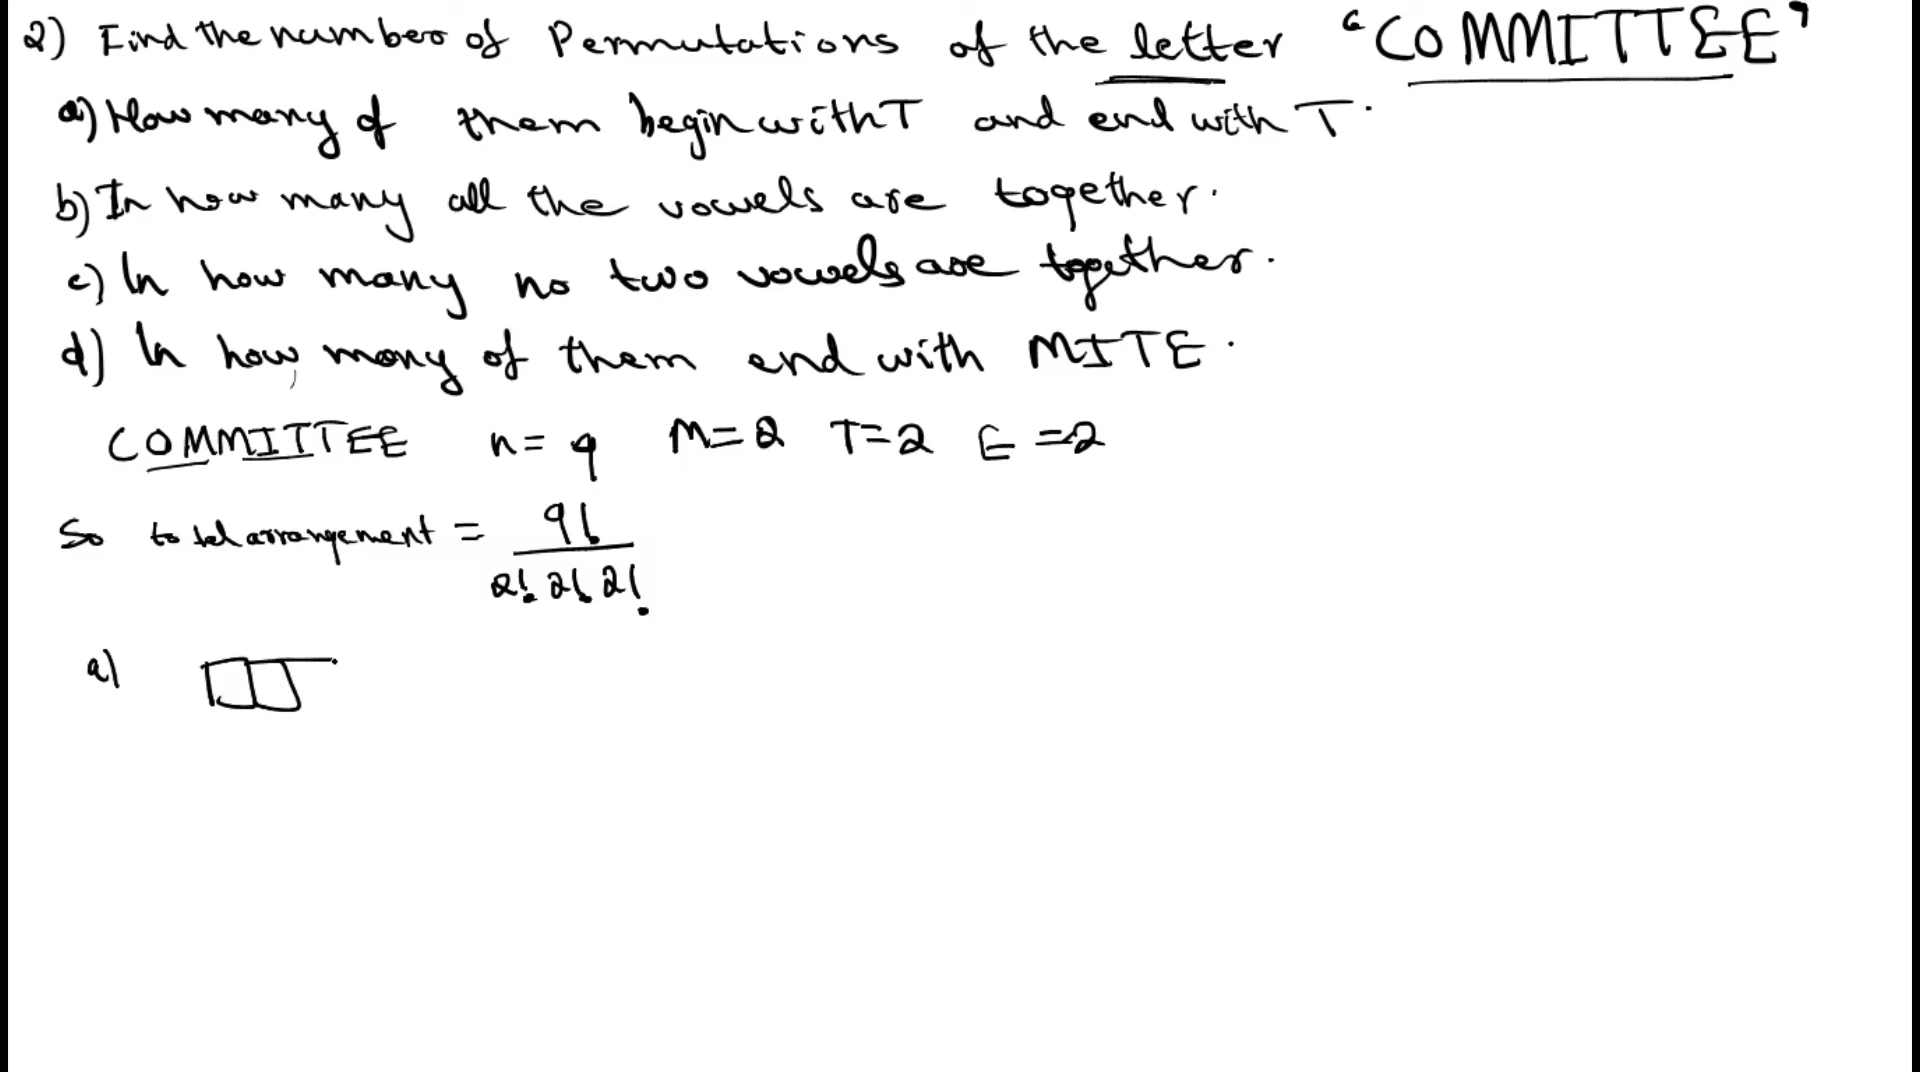 2) Find the number of Permutations of the letter "COMMITTEE"
a) How many of them begin with T and end with T.
b) In how many all the vowels are together.
c) In how many no two vowels are together.
d) In how many of them end with MITE.
COMMITTEE n = 9 M = 2 T = 2 E = 2
So total arrangement = 9!
2! 2! 2!
a)